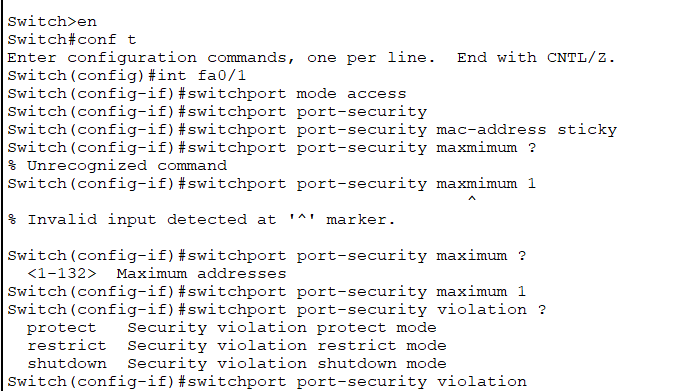 Switch>en
Switch#conf t
Enter configuration commands, one per line.  End with CNTL/Z.
Switch(config)#int fa0/1
Switch(config-if)#switchport mode access
Switch(config-if)#switchport port-security
Switch(config-if)#switchport port-security mac-address sticky
Switch(config-if)#switchport port-security maxmimum ?
% Unrecognized command
Switch(config-if)#switchport port-security maxmimum 1
                                               ^
% Invalid input detected at '^' marker.

Switch(config-if)#switchport port-security maximum ?
  <1-132>  Maximum addresses
Switch(config-if)#switchport port-security maximum 1
Switch(config-if)#switchport port-security violation ?
  protect   Security violation protect mode
  restrict  Security violation restrict mode
  shutdown  Security violation shutdown mode
Switch(config-if)#switchport port-security violation